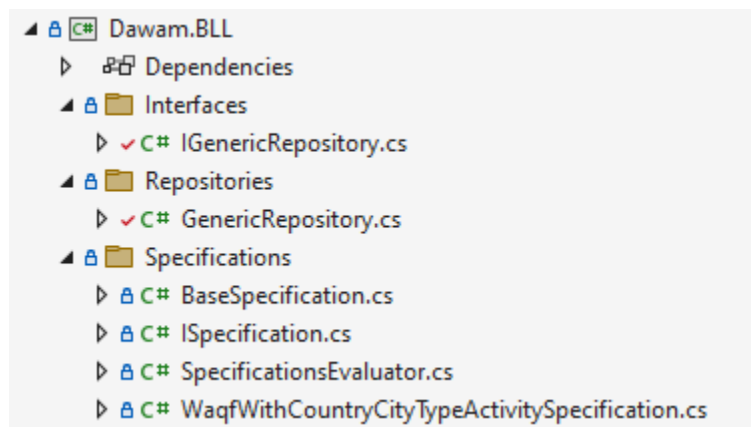 C# Dawam.BLL
Dependencies
Interfaces
C# IGenericRepository.cs
Repositories
C# GenericRepository.cs
Specifications
C# BaseSpecification.cs
C# ISpecification.cs
C# SpecificationsEvaluator.cs
C# WaqfWithCountryCityTypeActivitySpecification.cs